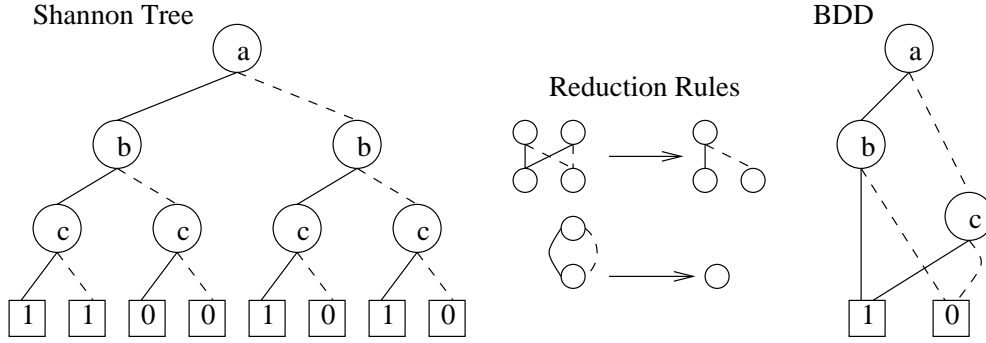 Shannon Tree
a
b b
c c c c
1 1 0 0 1 0 1 0
Reduction Rules
BDD
a
b
c
1 0